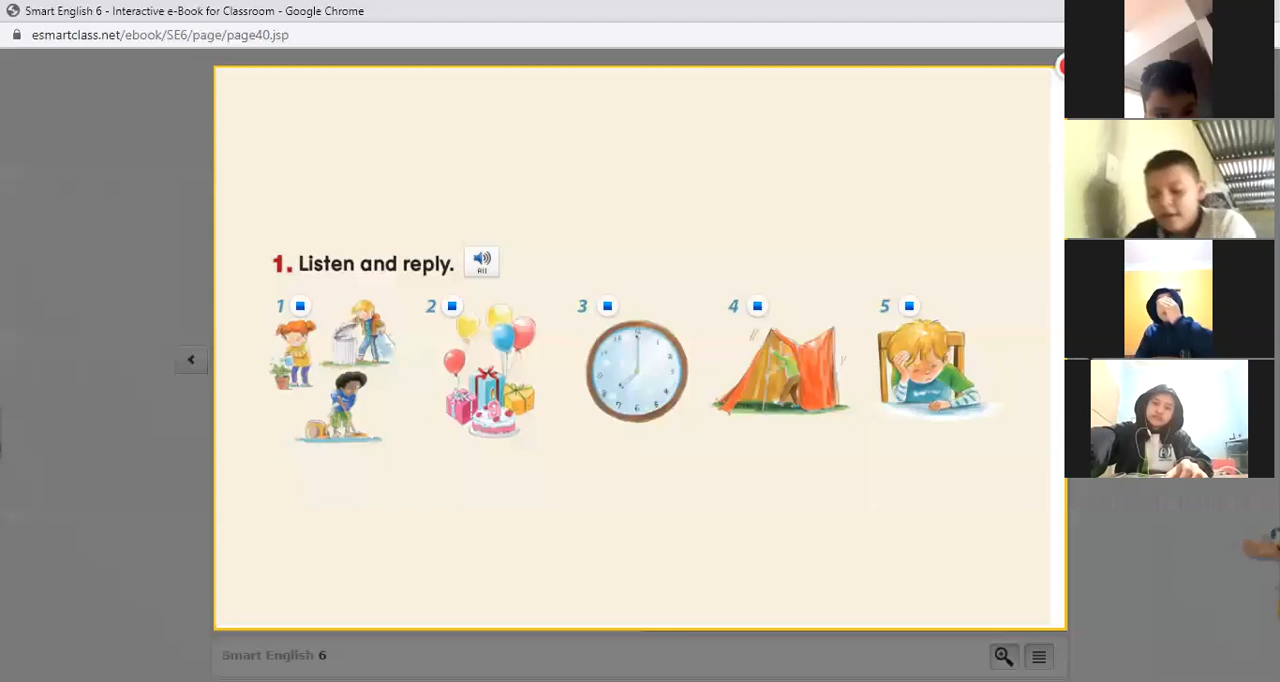 Smart English 6 - Interactive e-Book for Classroom - Google Chrome
esmartclass.net/ebook/SE6/page/page40.jsp
1. Listen and reply.
All
1 2 3 4 5
Smart English 6